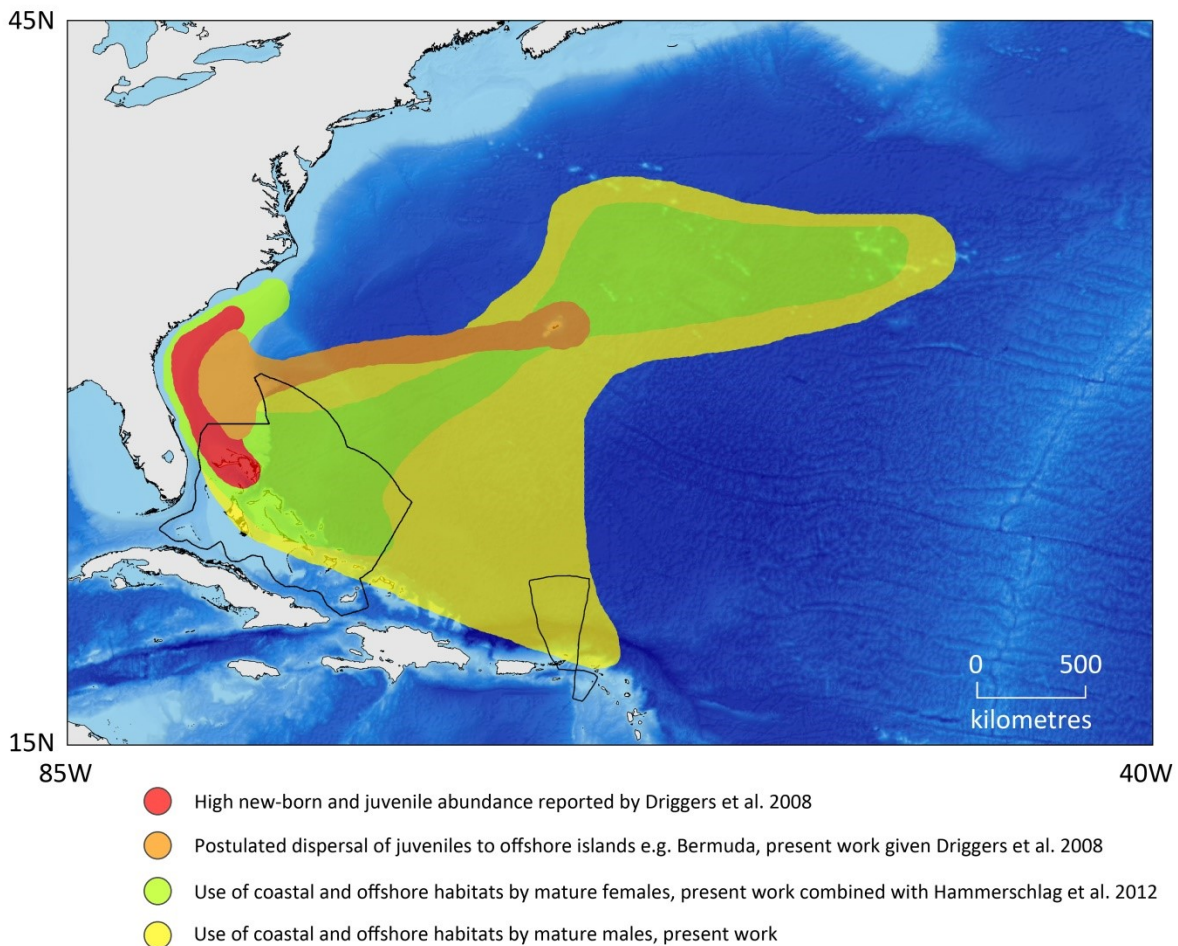 45N
0 500
kilometres
15N
85W 40W
High new-born and juvenile abundance reported by Driggers et al. 2008
Postulated dispersal of juveniles to offshore islands e.g. Bermuda, present work given Driggers et al. 2008
Use of coastal and offshore habitats by mature females, present work combined with Hammerschlag et al. 2012
Use of coastal and offshore habitats by mature males, present work